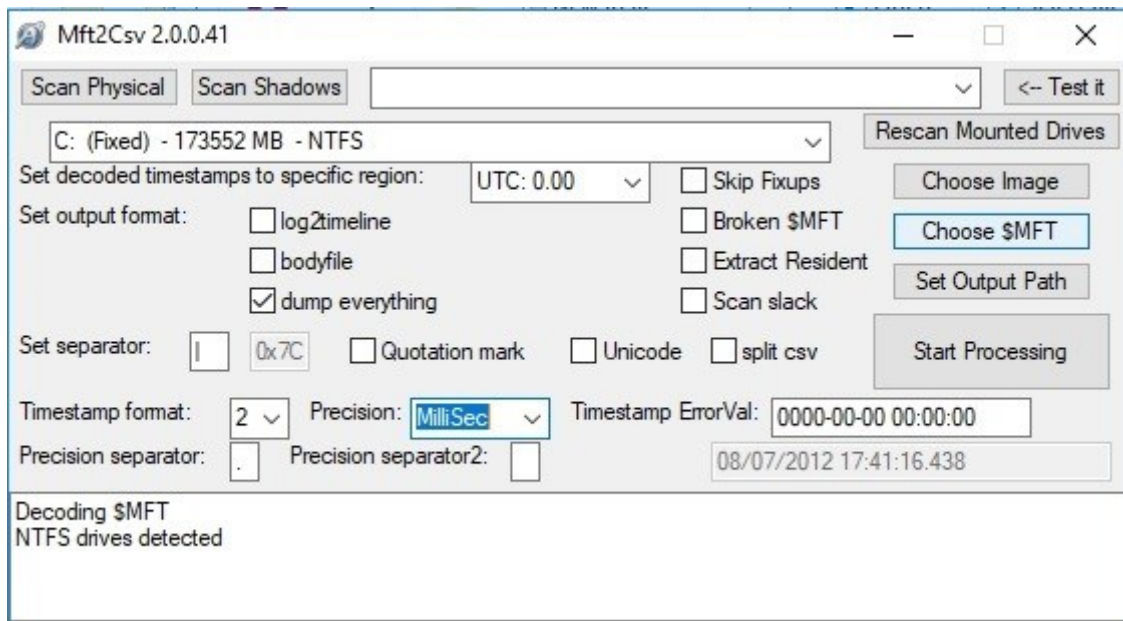 Mft2Csv 2.0.0.41
Scan Physical Scan Shadows <-- Test it
C: (Fixed) - 173552 MB - NTFS Rescan Mounted Drives
Set decoded timestamps to specific region: UTC: 0.00 Skip Fixups Choose Image
Set output format: log2timeline Broken $MFT Choose $MFT
bodyfile Extract Resident Set Output Path
dump everything Scan slack
Set separator: | 0x7C Quotation mark Unicode split csv Start Processing
Timestamp format: 2 Precision: MilliSec Timestamp ErrorVal: 0000-00-00 00:00:00
Precision separator: . Precision separator2: 08/07/2012 17:41:16.438
Decoding $MFT
NTFS drives detected